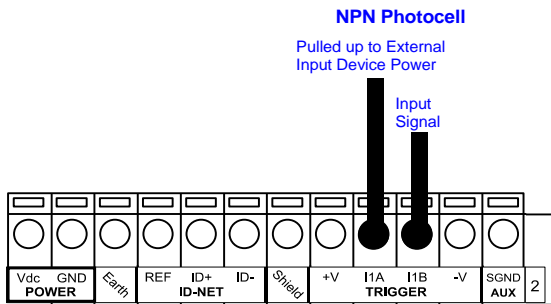 NPN Photocell
Pulled up to External
Input Device Power
Input
Signal
Vdc GND Earth REF ID+ ID- Shield +V I1A I1B -V SGND 2
POWER ID-NET TRIGGER AUX